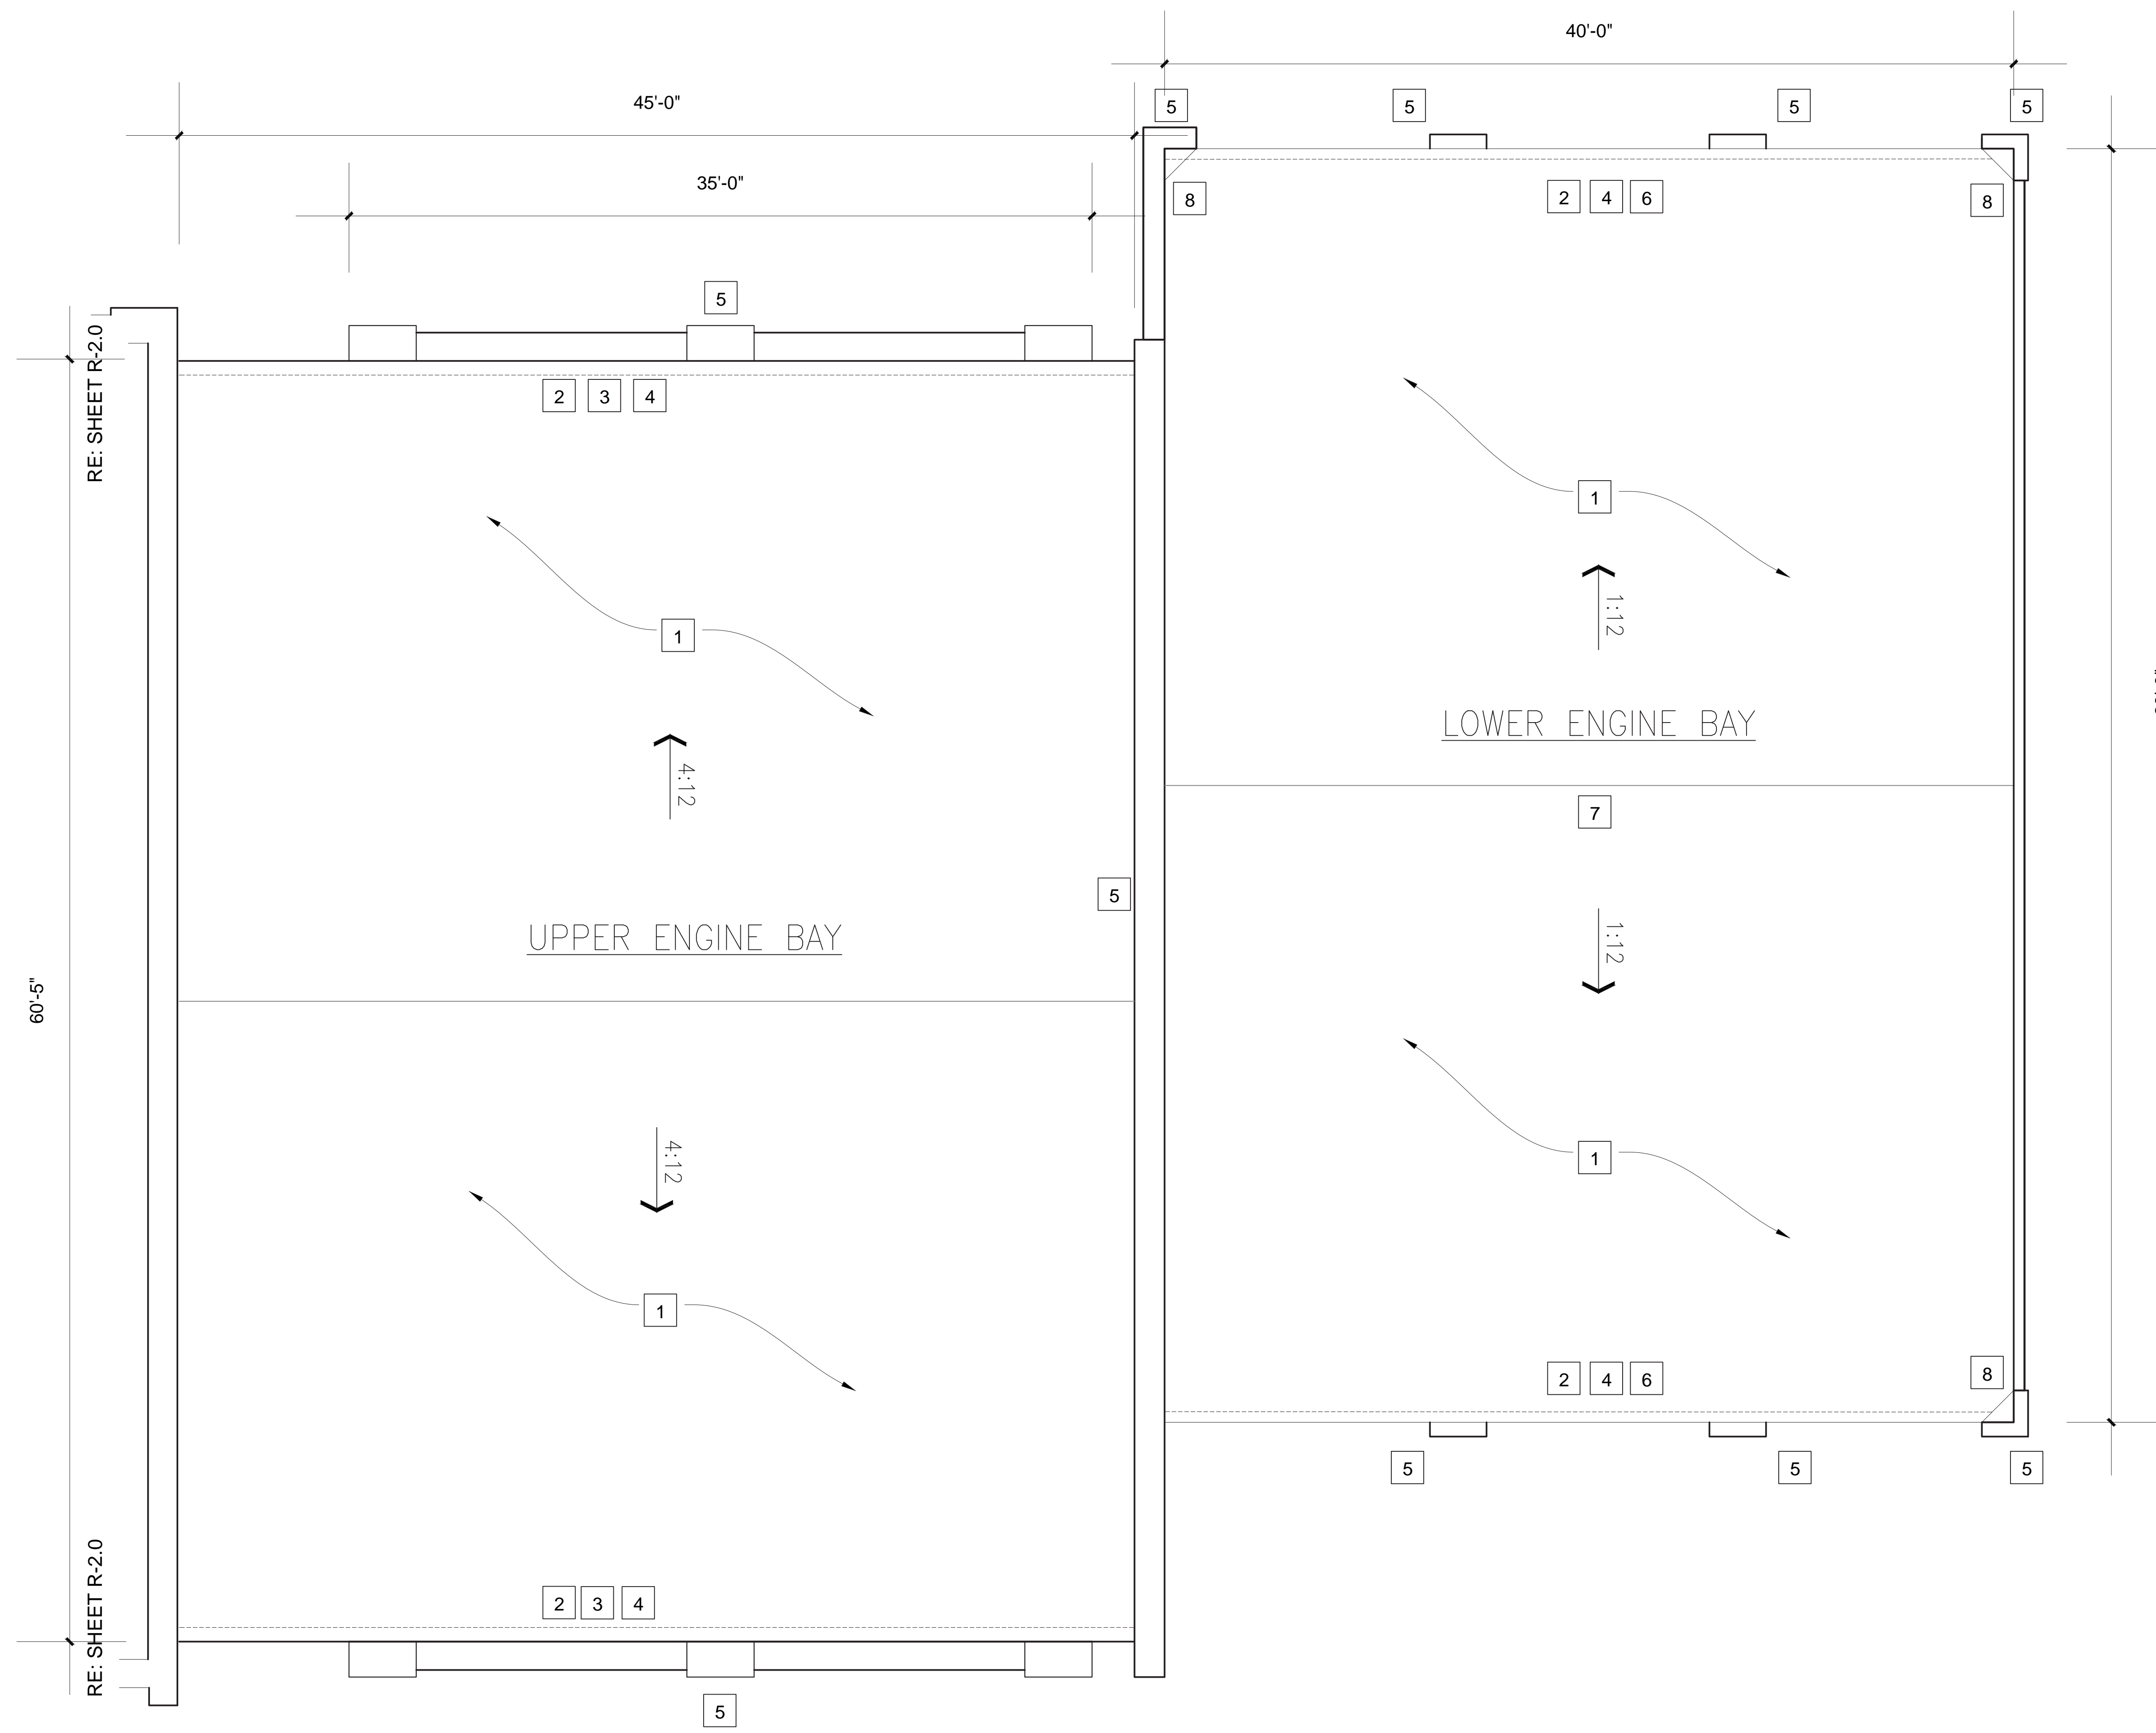 40'-0"
45'-0"
5 5 5 5
35'-0"
8 2 4 6 8
5
RE: SHEET R-2.0
2 3 4
1
1
1:12
LOWER ENGINE BAY
4:12
7
5
UPPER ENGINE BAY
1:12
60'-5"
4:12
1
1
8
2 4 6
5 5 5
RE: SHEET R-2.0
2 3 4
5